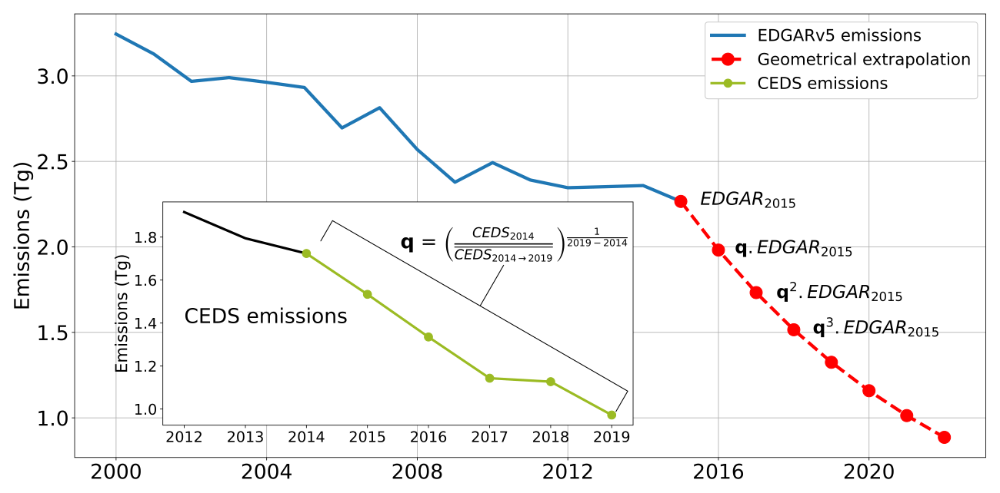 EDGARv5 emissions
Geometrical extrapolation
CEDS emissions
Emissions (Tg)
3.0
2.5
2.0
1.5
1.0
EDGAR2015
q.EDGAR2015
q2.EDGAR2015
q3.EDGAR2015
Emissions (Tg)
1.8
1.6
1.4
1.2
1.0
q = (CEDS2014 / CEDS2014→2019) 1 / 2019−2014
CEDS emissions
2012 2013 2014 2015 2016 2017 2018 2019
2000 2004 2008 2012 2016 2020